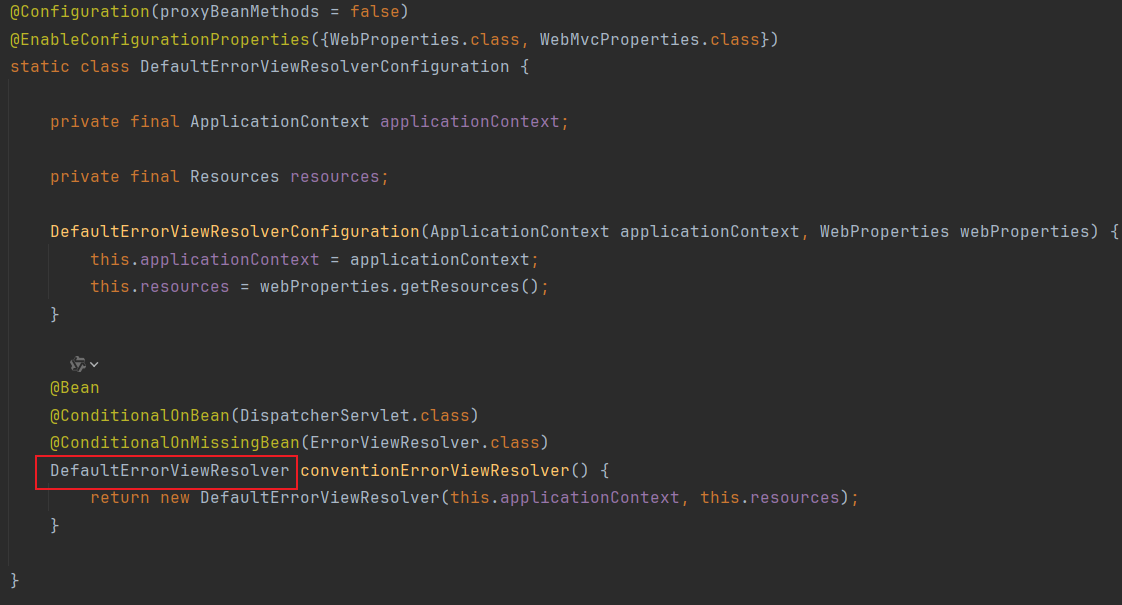 @Configuration(proxyBeanMethods = false)
@EnableConfigurationProperties({WebProperties.class, WebMvcProperties.class})
static class DefaultErrorViewResolverConfiguration {
private final ApplicationContext applicationContext;
private final Resources resources;
DefaultErrorViewResolverConfiguration(ApplicationContext applicationContext, WebProperties webProperties) {
this.applicationContext = applicationContext;
this.resources = webProperties.getResources();
}
@Bean
@ConditionalOnBean(DispatcherServlet.class)
@ConditionalOnMissingBean(ErrorViewResolver.class)
DefaultErrorViewResolver conventionErrorViewResolver() {
return new DefaultErrorViewResolver(this.applicationContext, this.resources);
}
}